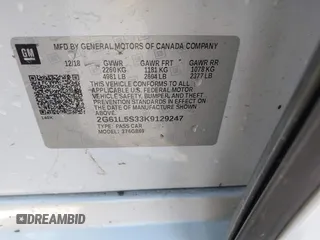 GM
MFD BY GENERAL MOTORS OF CANADA COMPANY
12/18 GVWR GAWR FRT GAWR RR
2260 KG 1181 KG 1078 KG
4981 LB 2604 LB 2377 LB
THIS VEHICLE CONFORMS TO ALL
APPLICABLE U.S. FEDERAL MOTOR
VEHICLE SAFETY, BUMPER, AND THEFT
PREVENTION STANDARDS IN EFFECT ON THE
DATE OF MANUFACTURE SHOWN ABOVE.
2G61L5S33K9129247
TYPE: PASS CAR
MODEL:
DREAMBID